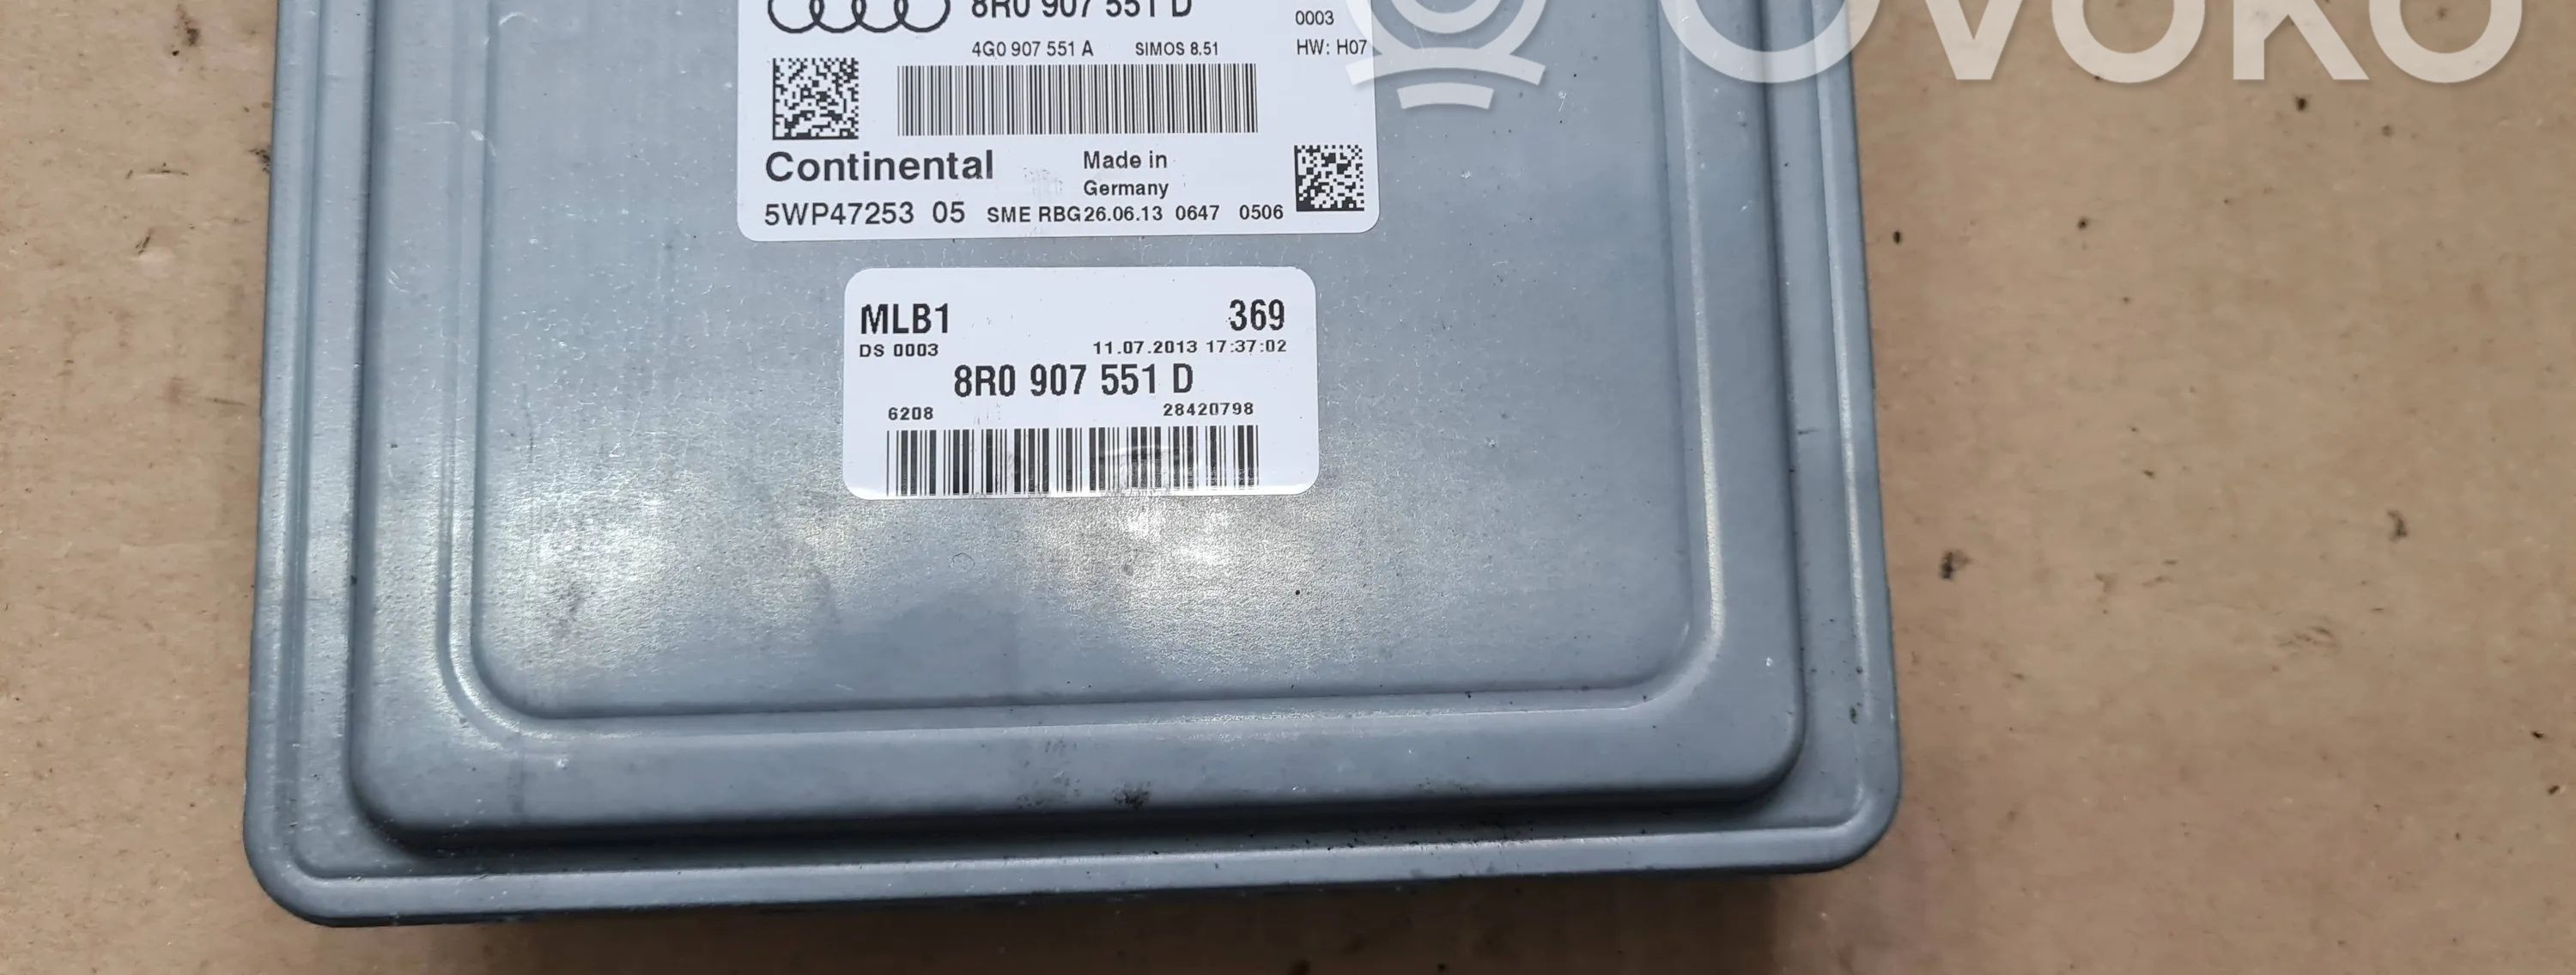 8R0 907 551 D
0003
4G0 907 551 A SIMOS 8.51 HW: H07
OVOKO
Continental Made in
Germany
5WP47253 05 SME RBG26.06.13 0647 0506
MLB1 369
DS 0003 11.07.2013 17:37:02
8R0 907 551 D
6208 28420798